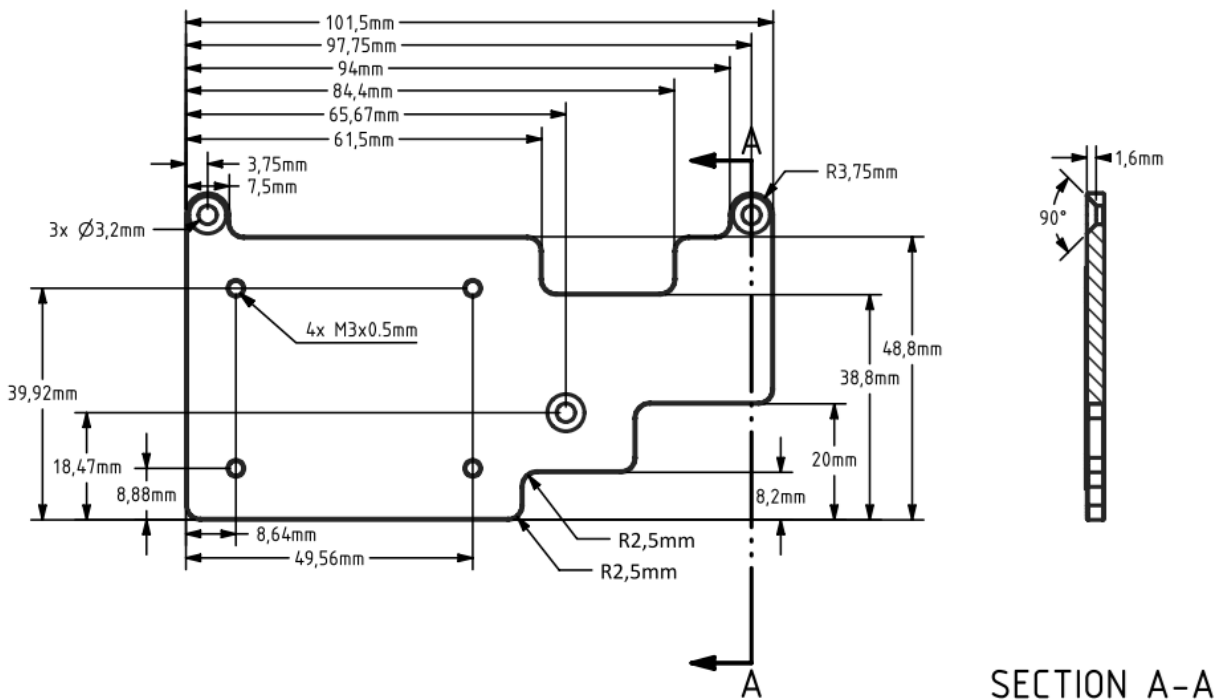 101,5mm
97,75mm
94mm
84,4mm
65,67mm
61,5mm
A
3,75mm
7,5mm
R3,75mm
1,6mm
3x Ø3,2mm
90°
4x M3x0.5mm
48,8mm
38,8mm
39,92mm
18,47mm
20mm
8,88mm
8,2mm
8,64mm
R2,5mm
49,56mm
R2,5mm
A
SECTION A-A